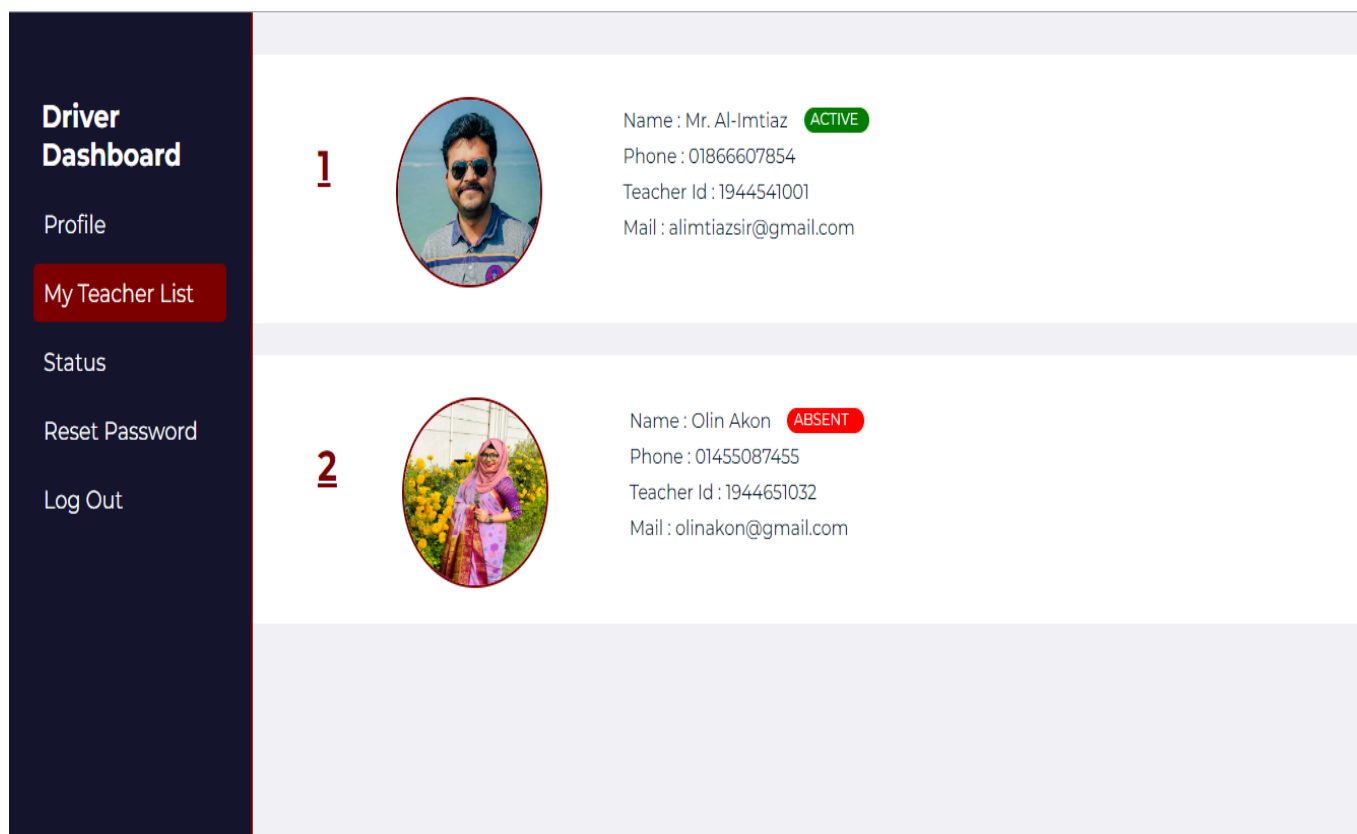 Driver
Dashboard
Profile
My Teacher List
Status
Reset Password
Log Out
1
Name : Mr. Al-Imtiaz ACTIVE
Phone : 01866607854
Teacher Id : 1944541001
Mail : alimtiazsir@gmail.com
2
Name : Olin Akon ABSENT
Phone : 01455087455
Teacher Id : 1944651032
Mail : olinakon@gmail.com